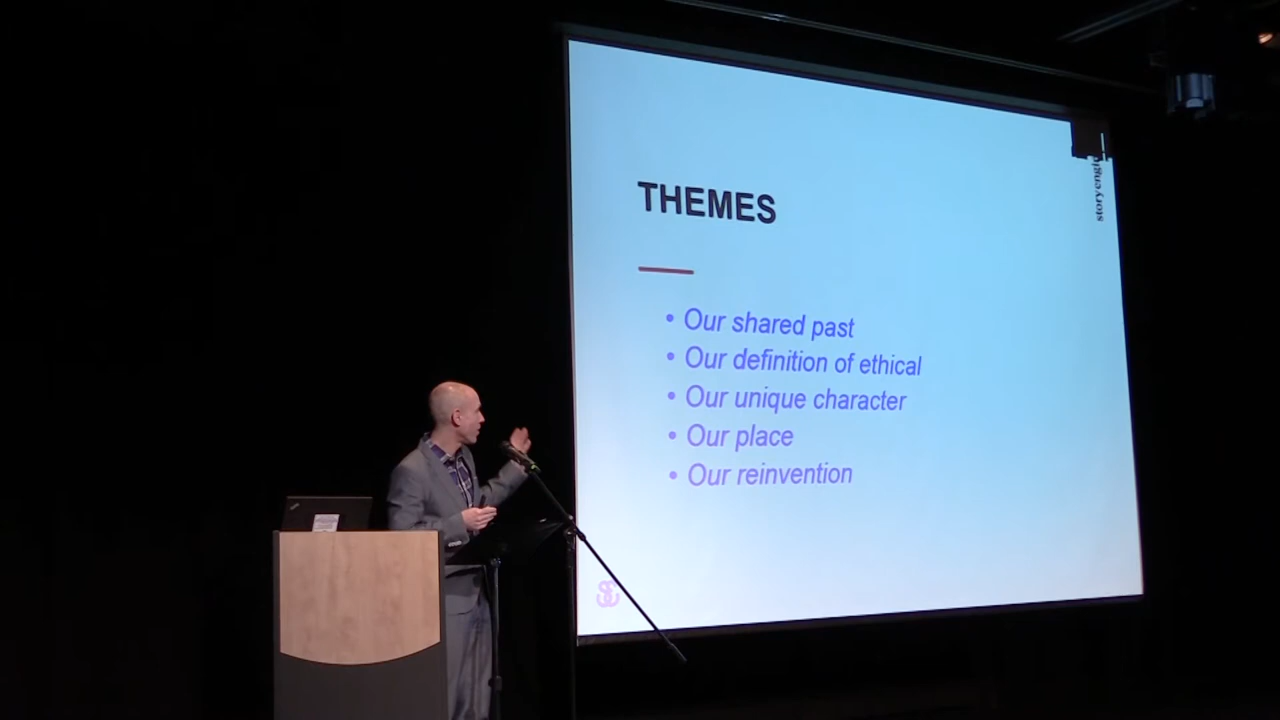 THEMES
• Our shared past
• Our definition of ethical
• Our unique character
• Our place
• Our reinvention